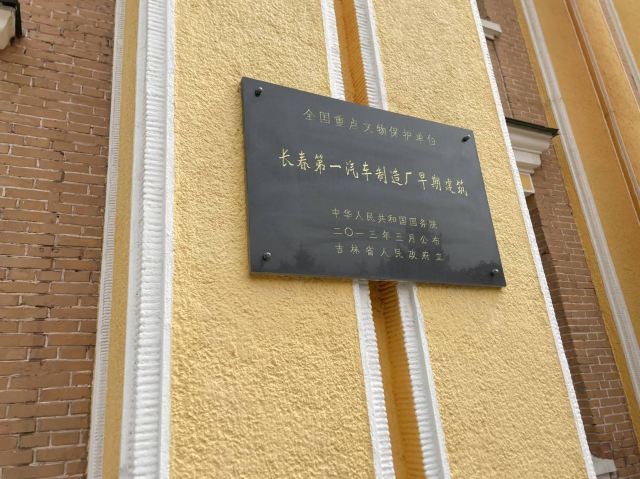 全国重点文物保护单位
长春第一汽车制造厂早期建筑
中华人民共和国国务院
二〇一三年三月公布
吉林省人民政府立